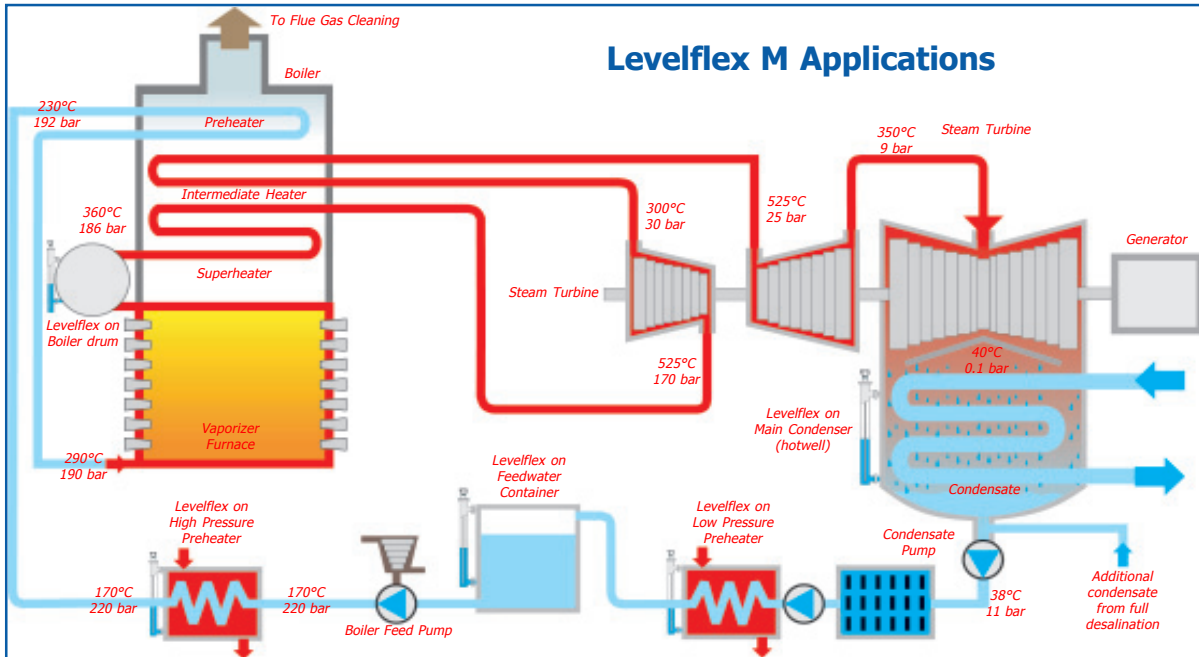 To Flue Gas Cleaning
Levelflex M Applications
Boiler
230°C
192 bar
Preheater
350°C
9 bar
Steam Turbine
Intermediate Heater
360°C
186 bar
300°C
30 bar
525°C
25 bar
Superheater
Generator
Steam Turbine
Levelflex on
Boiler drum
525°C
170 bar
40°C
0.1 bar
Levelflex on
Main Condenser
(hotwell)
Vaporizer
Furnace
290°C
190 bar
Levelflex on
Feedwater
Container
Condensate
Levelflex on
High Pressure
Preheater
Levelflex on
Low Pressure
Preheater
Condensate
Pump
170°C
220 bar
170°C
220 bar
Boiler Feed Pump
38°C
11 bar
Additional
condensate
from full
desalination